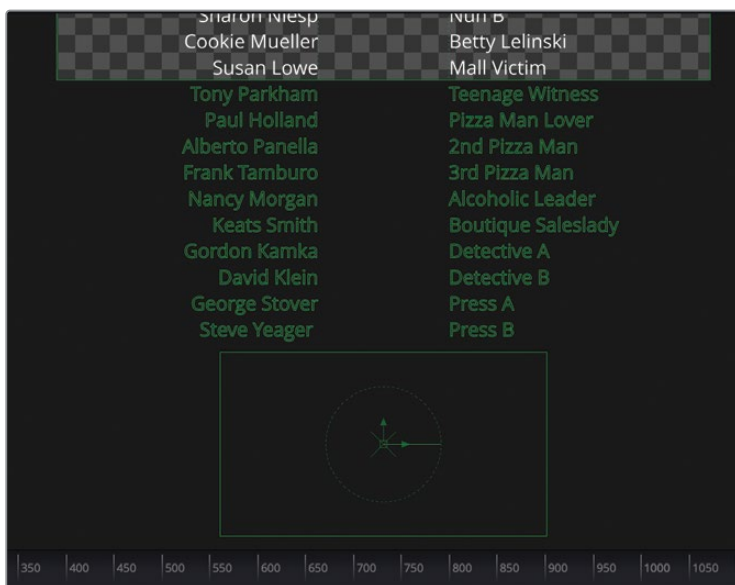 Sharon Niesp Nun B
Cookie Mueller Betty Lelinski
Susan Lowe Mall Victim
Tony Parkham Teenage Witness
Paul Holland Pizza Man Lover
Alberto Panella 2nd Pizza Man
Frank Tamburo 3rd Pizza Man
Nancy Morgan Alcoholic Leader
Keats Smith Boutique Saleslady
Gordon Kamka Detective A
David Klein Detective B
George Stover Press A
Steve Yeager Press B
350 400 450 500 550 600 650 700 750 800 850 900 950 1000 1050